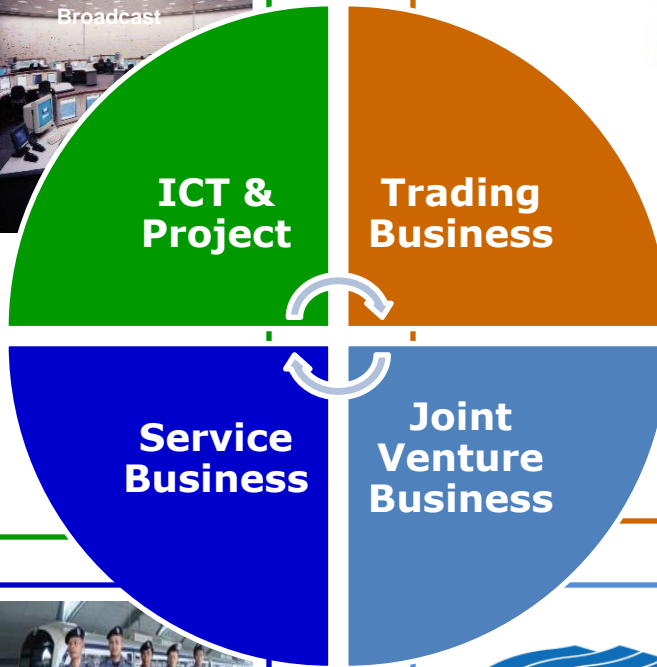 Broadcast
ICT &
Project
Trading
Business
Service
Business
Joint
Venture
Business